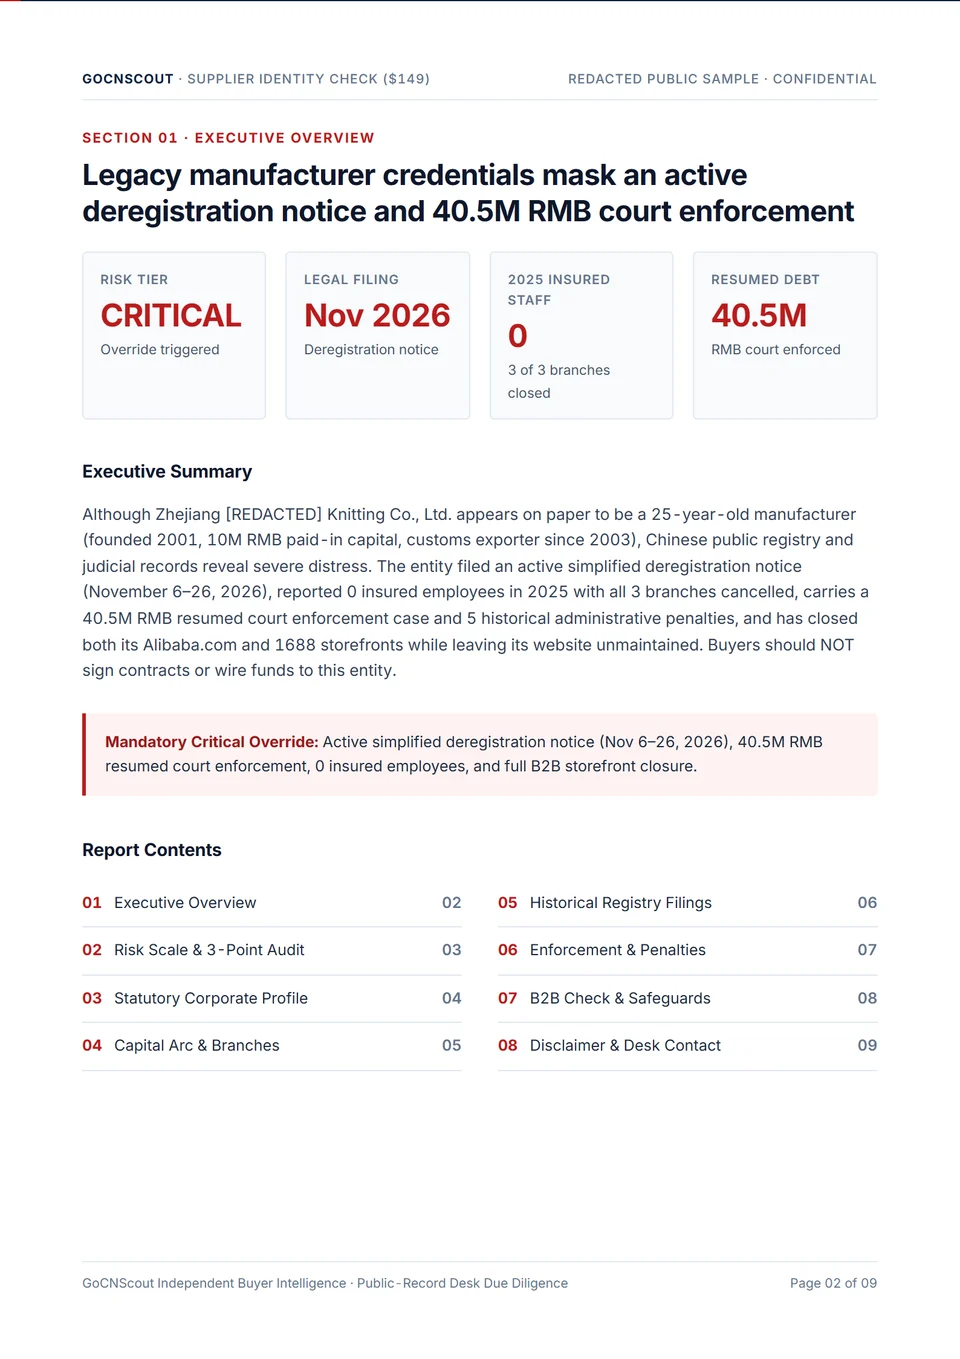 GOCNSCOUT · SUPPLIER IDENTITY CHECK ($149)
REDACTED PUBLIC SAMPLE · CONFIDENTIAL
SECTION 01 · EXECUTIVE OVERVIEW
Legacy manufacturer credentials mask an active
deregistration notice and 40.5M RMB court enforcement
RISK TIER
CRITICAL
Override triggered
LEGAL FILING
Nov 2026
Deregistration notice
2025 INSURED
STAFF
0
3 of 3 branches
closed
RESUMED DEBT
40.5M
RMB court enforced
Executive Summary
Although Zhejiang [REDACTED] Knitting Co., Ltd. appears on paper to be a 25-year-old manufacturer
(founded 2001, 10M RMB paid-in capital, customs exporter since 2003), Chinese public registry and
judicial records reveal severe distress. The entity filed an active simplified deregistration notice
(November 6–26, 2026), reported 0 insured employees in 2025 with all 3 branches cancelled, carries a
40.5M RMB resumed court enforcement case and 5 historical administrative penalties, and has closed
both its Alibaba.com and 1688 storefronts while leaving its website unmaintained. Buyers should NOT
sign contracts or wire funds to this entity.
Mandatory Critical Override: Active simplified deregistration notice (Nov 6–26, 2026), 40.5M RMB
resumed court enforcement, 0 insured employees, and full B2B storefront closure.
Report Contents
01 Executive Overview 02
02 Risk Scale & 3-Point Audit 03
03 Statutory Corporate Profile 04
04 Capital Arc & Branches 05
05 Historical Registry Filings 06
06 Enforcement & Penalties 07
07 B2B Check & Safeguards 08
08 Disclaimer & Desk Contact 09
GoCNScout Independent Buyer Intelligence · Public-Record Desk Due Diligence
Page 02 of 09